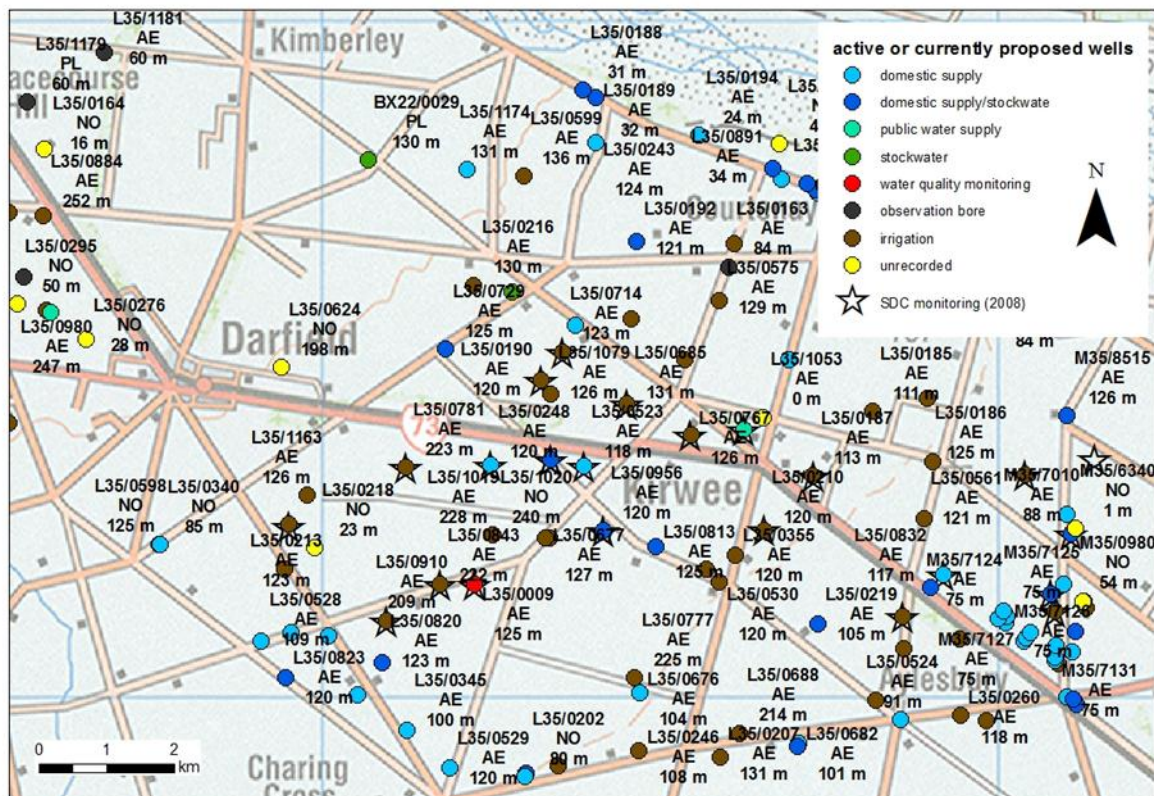 L35/1181
AE
60 m
L35/1179
PL
60 m
Kimberley
L35/0164
NO
16 m
L35/0884
AE
252 m
BX22/0029
PL
130 m
L35/1174
AE
131 m
L35/0599
AE
136 m
L35/0188
AE
31 m
L35/0189
AE
32 m
L35/0243
AE
124 m
L35/0194
AE
24 m
L35/0891
AE
34 m
L35/0192
AE
121 m
L35/0163
AE
84 m
Courtenay
active or currently proposed wells
domestic supply
domestic supply/stockwate
public water supply
stockwater
water quality monitoring
observation bore
irrigation
unrecorded
SDC monitoring (2008)
N
L35/0295
NO
50 m
L35/0980
AE
247 m
L35/0276
NO
28 m
Darfield
L35/0624
NO
198 m
L35/0216
AE
130 m
L35/0729
AE
125 m
L35/0190
AE
120 m
L35/0714
AE
123 m
L35/1079
AE
126 m
L35/0685
AE
131 m
L35/0575
AE
129 m
L35/1053
AE
0 m
L35/0185
AE
111 m
84 m
M35/8515
AE
126 m
73
L35/0781
AE
223 m
L35/0248
AE
120 m
L35/0523
AE
118 m
L35/0767
AE
126 m
L35/0187
AE
113 m
L35/0186
AE
125 m
L35/1163
AE
126 m
L35/0598
NO
125 m
L35/0340
NO
85 m
L35/0218
NO
23 m
L35/1019
AE
228 m
L35/1020
NO
240 m
L35/0956
AE
120 m
Kirwee
L35/0210
AE
120 m
L35/0561
AE
121 m
M35/7010
AE
88 m
M35/6340
NO
1 m
L35/0213
AE
123 m
L35/0910
AE
209 m
L35/0843
AE
222 m
L35/0677
AE
127 m
L35/0813
AE
125 m
L35/0355
AE
120 m
L35/0832
AE
117 m
M35/7124
AE
75 m
M35/7125
AE
75 m
M35/0980
NO
54 m
L35/0528
AE
109 m
L35/0820
AE
123 m
L35/0009
AE
125 m
L35/0530
AE
120 m
L35/0219
AE
105 m
M35/7127
AE
75 m
M35/7126
AE
75 m
L35/0823
AE
120 m
L35/0345
AE
100 m
L35/0777
AE
225 m
L35/0676
AE
104 m
L35/0688
AE
214 m
L35/0524
AE
91 m
Aylesbury
L35/0260
AE
118 m
M35/7131
AE
75 m
L35/0529
AE
120 m
L35/0202
NO
80 m
L35/0246
AE
108 m
L35/0207
AE
131 m
L35/0682
AE
101 m
Charing
Cross
0 1 2
km